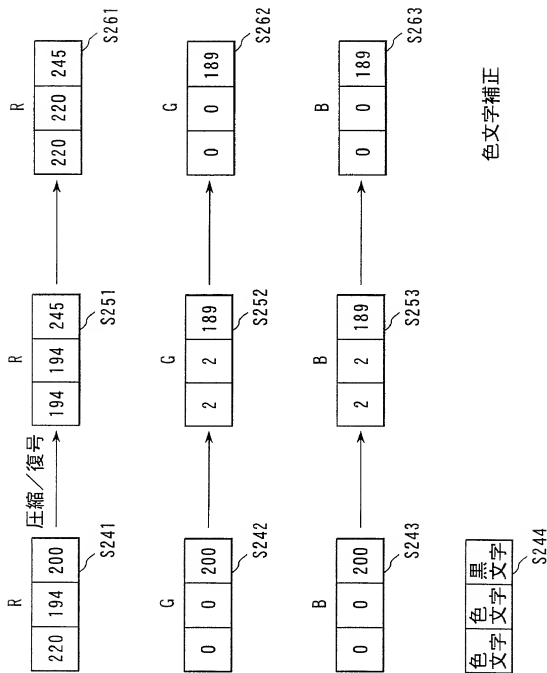 R
圧縮／復号
R
R
220 194 200
194 194 245
220 220 245
S241
S251
S261
G
G
0 0 200
2 2 189
0 0 189
S242
S252
S262
B
B
0 0 200
2 2 189
0 0 189
S243
S253
S263
色文字 色文字 黒文字
S244
色文字補正